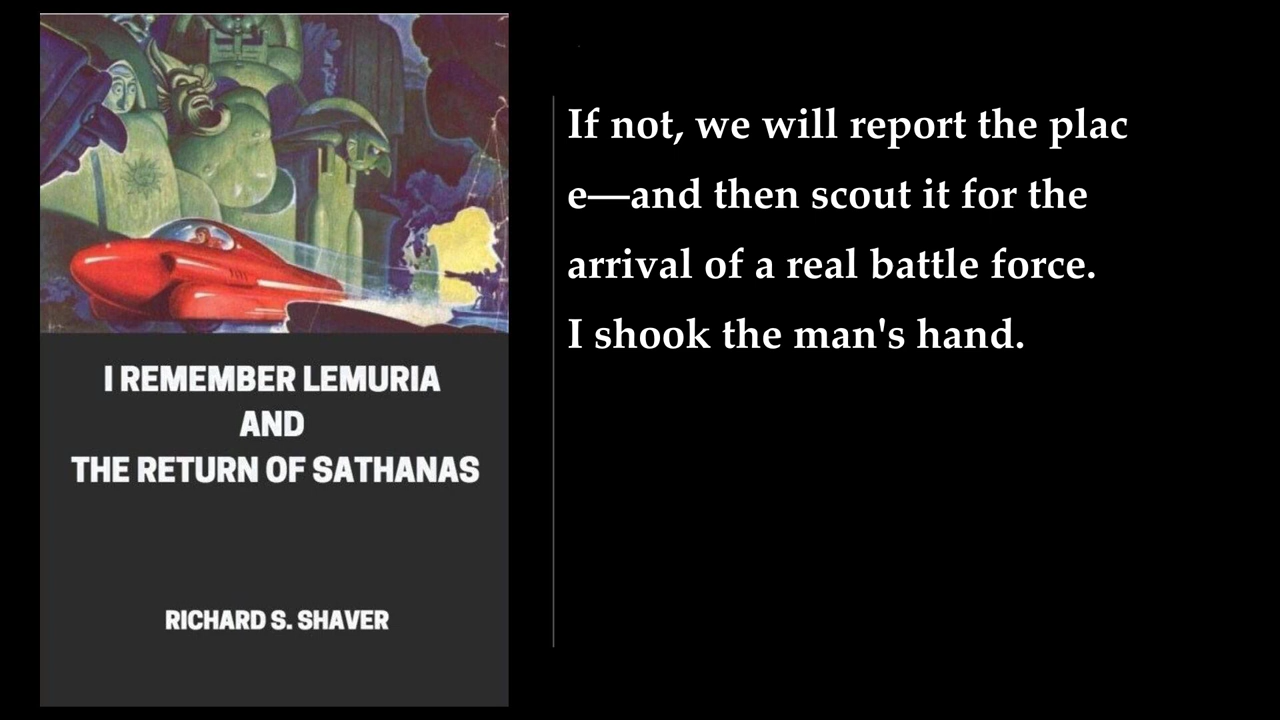 I REMEMBER LEMURIA
AND
THE RETURN OF SATHANAS
RICHARD S. SHAVER
If not, we will report the plac
e—and then scout it for the
arrival of a real battle force.
I shook the man's hand.